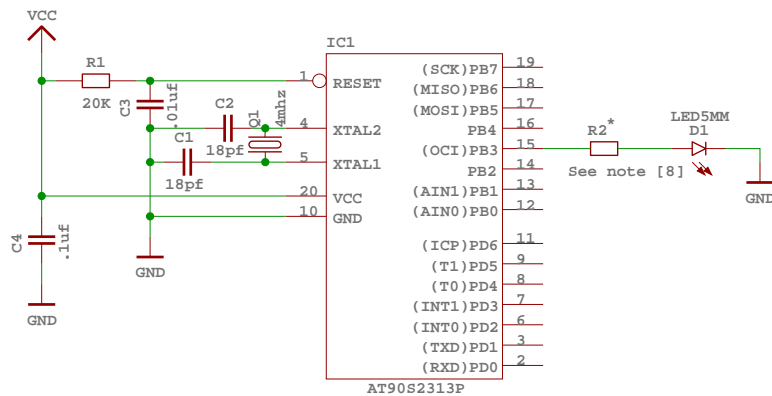 VCC
IC1
R1
20K
C3
.01uf
C2
18pf
C1
18pf
Q1
4mhz
1
RESET
4
XTAL2
5
XTAL1
20
VCC
10
GND
(SCK)PB7
19
(MISO)PB6
18
(MOSI)PB5
17
PB4
16
(OCI)PB3
15
PB2
14
(AIN1)PB1
13
(AIN0)PB0
12
(ICP)PD6
11
(T1)PD5
9
(T0)PD4
8
(INT1)PD3
7
(INT0)PD2
6
(TXD)PD1
3
(RXD)PD0
2
AT90S2313P
R2*
See note [8]
LED5MM
D1
GND
C4
.1uf
GND
GND